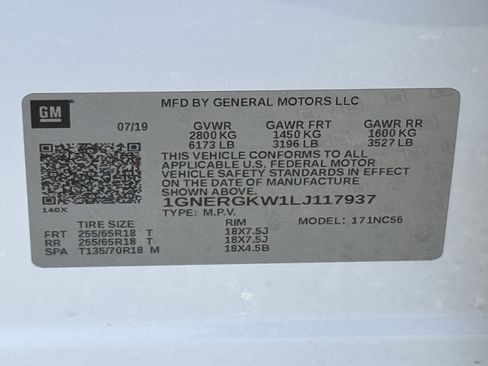 GM
MFD BY GENERAL MOTORS LLC
07/19 GVWR GAWR FRT GAWR RR
2800 KG 1450 KG 1600 KG
6173 LB 3196 LB 3527 LB
THIS VEHICLE CONFORMS TO ALL
APPLICABLE U.S. FEDERAL MOTOR
VEHICLE SAFETY STANDARDS IN EFFECT
ON THE DATE OF MANUFACTURE
SHOWN ABOVE.
1GNERGKW1LJ117937
140X
TYPE: M.P.V. MODEL: 171NC56
TIRE SIZE RIM
FRT 255/65R18 T 18X7.5J
RR 255/65R18 T 18X7.5J
SPA T135/70R18 M 18X4.5B